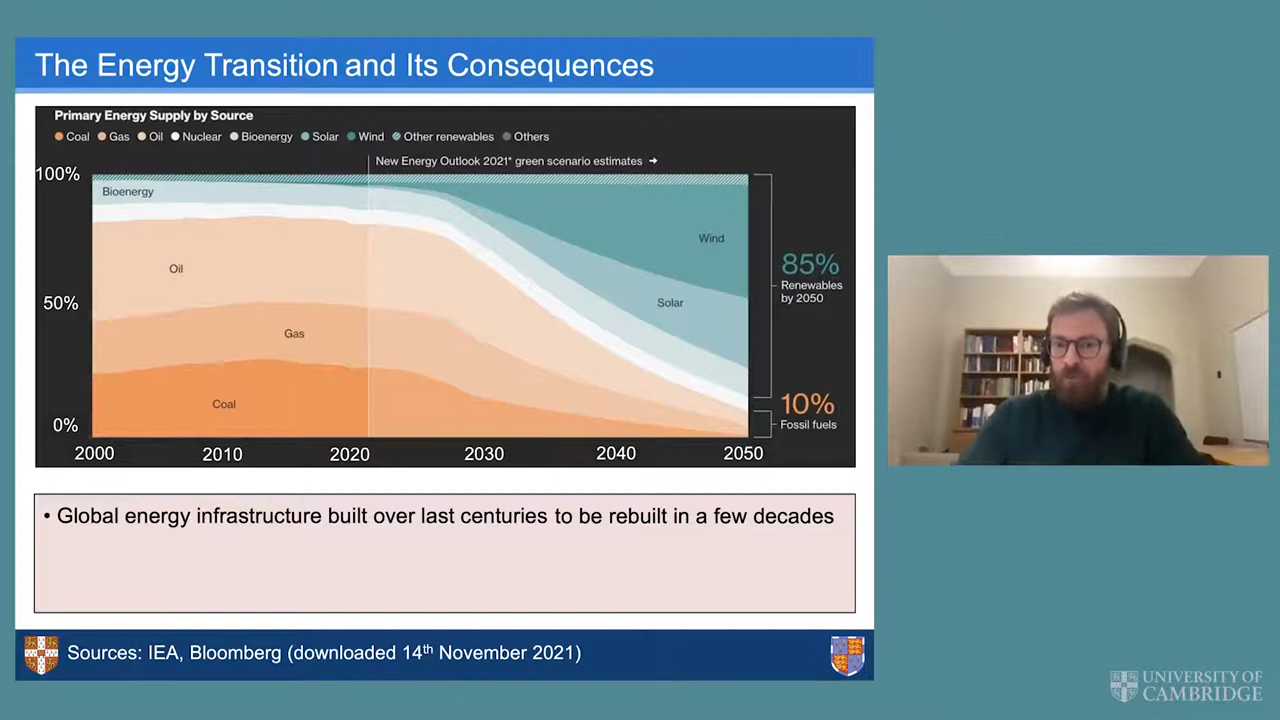 The Energy Transition and Its Consequences
Primary Energy Supply by Source
Coal Gas Oil Nuclear Bioenergy Solar Wind Other renewables Others
New Energy Outlook 2021* green scenario estimates →
100%
50%
0%
Bioenergy
Oil
Gas
Coal
Wind
Solar
85%
Renewables
by 2050
10%
Fossil fuels
2000 2010 2020 2030 2040 2050
• Global energy infrastructure built over last centuries to be rebuilt in a few decades
Sources: IEA, Bloomberg (downloaded 14th November 2021)
UNIVERSITY OF
CAMBRIDGE